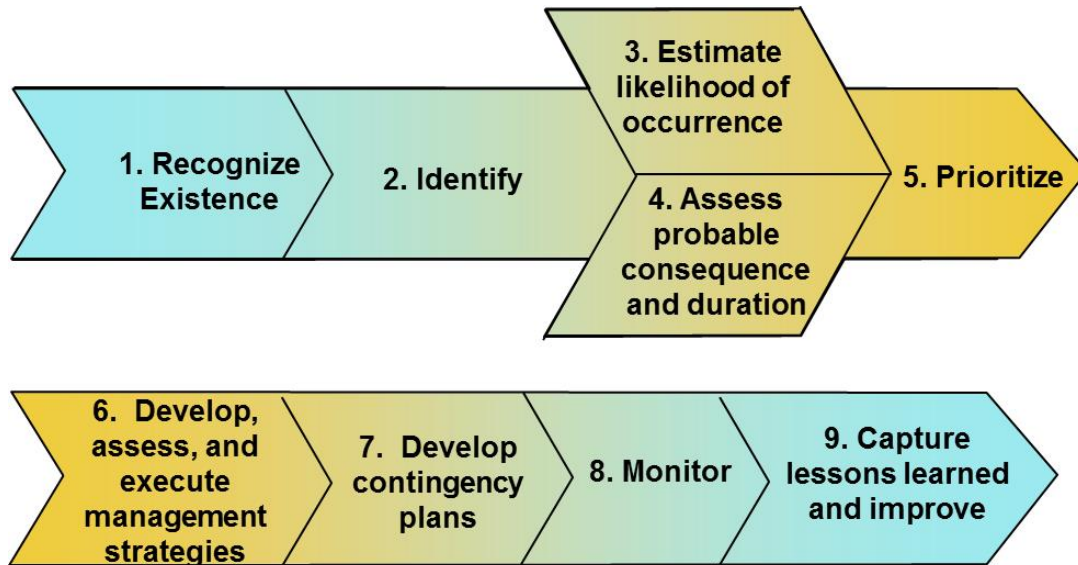 1. Recognize
Existence
2. Identify
3. Estimate
likelihood of
occurrence
4. Assess
probable
consequence
and duration
5. Prioritize
6. Develop,
assess, and
execute
management
strategies
7. Develop
contingency
plans
8. Monitor
9. Capture
lessons learned
and improve